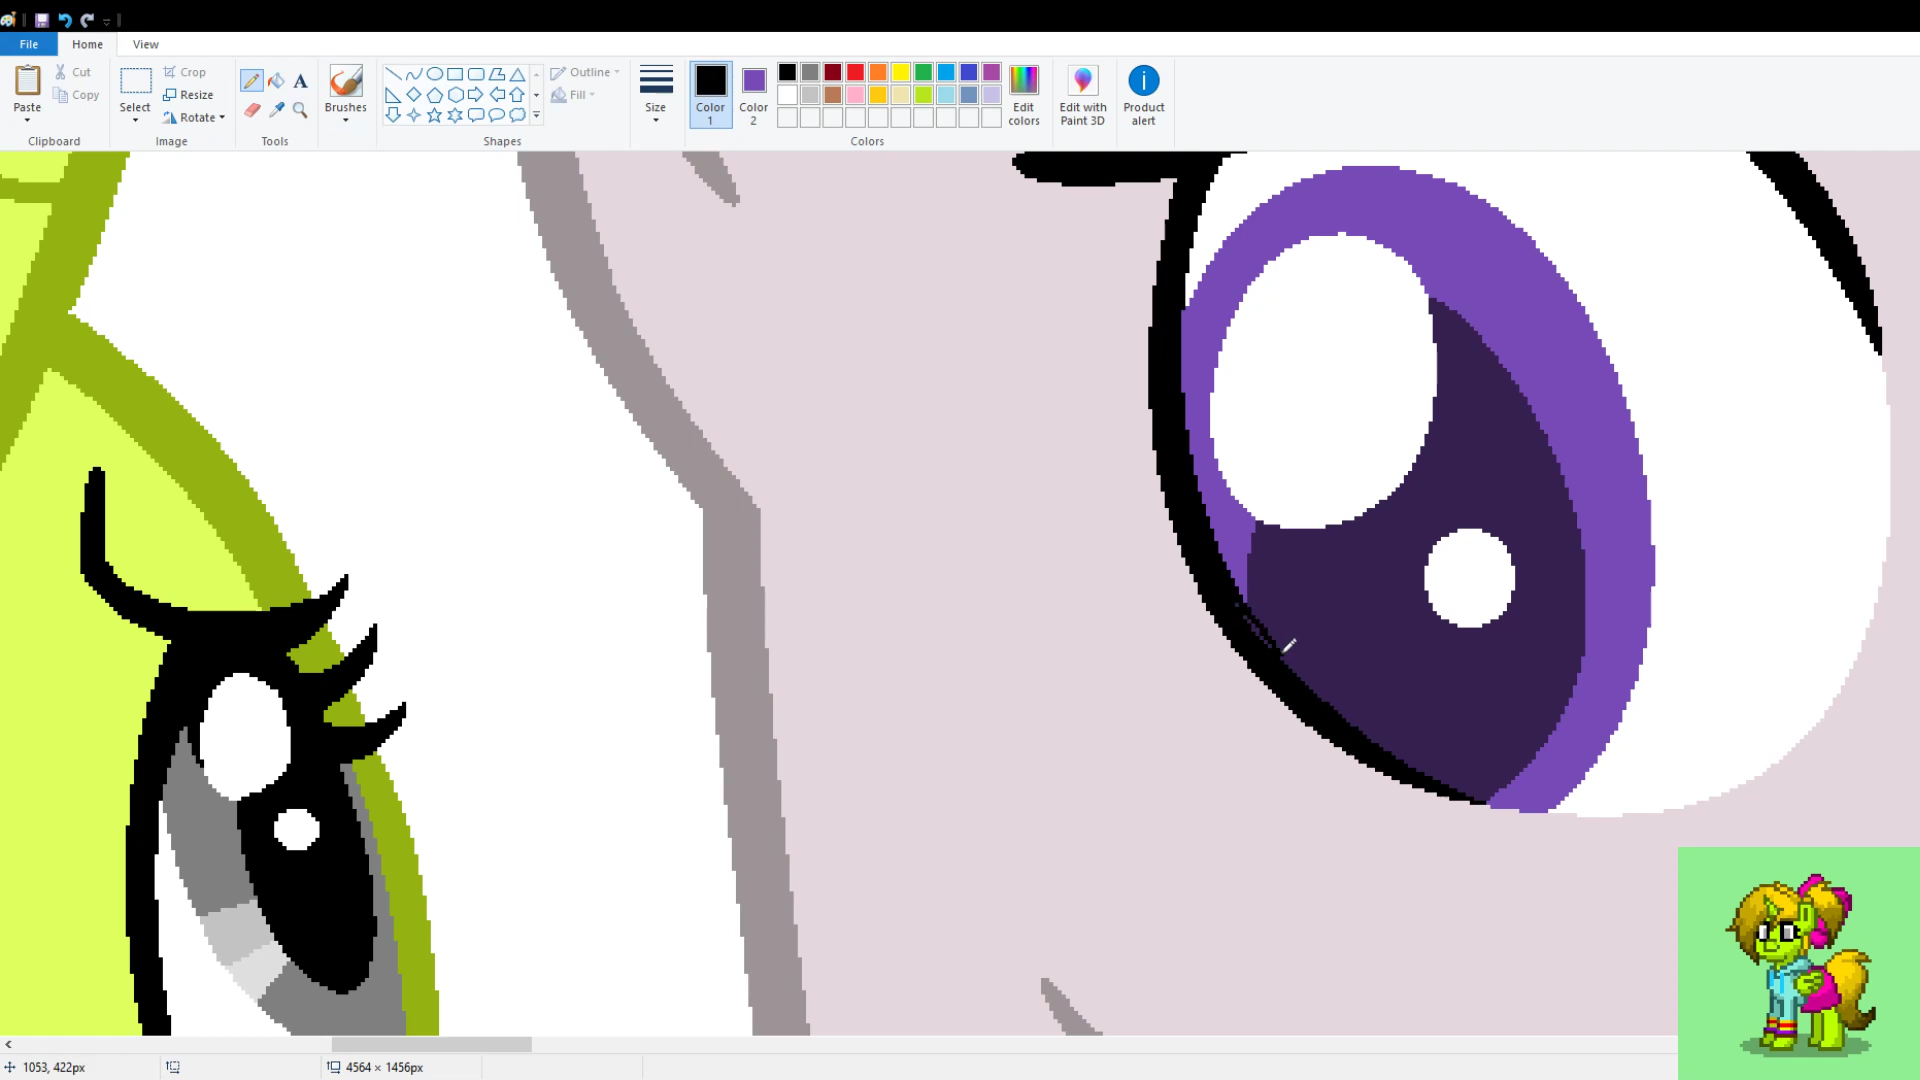 File Home View
Paste
Cut
Copy
Clipboard
Select
Crop
Resize
Rotate
Image
A
Tools
Brushes
Outline
Fill
Shapes
Size
Color 1
Color 2
Edit colors
Colors
Edit with Paint 3D
Product alert
1053, 422px
4564 × 1456px